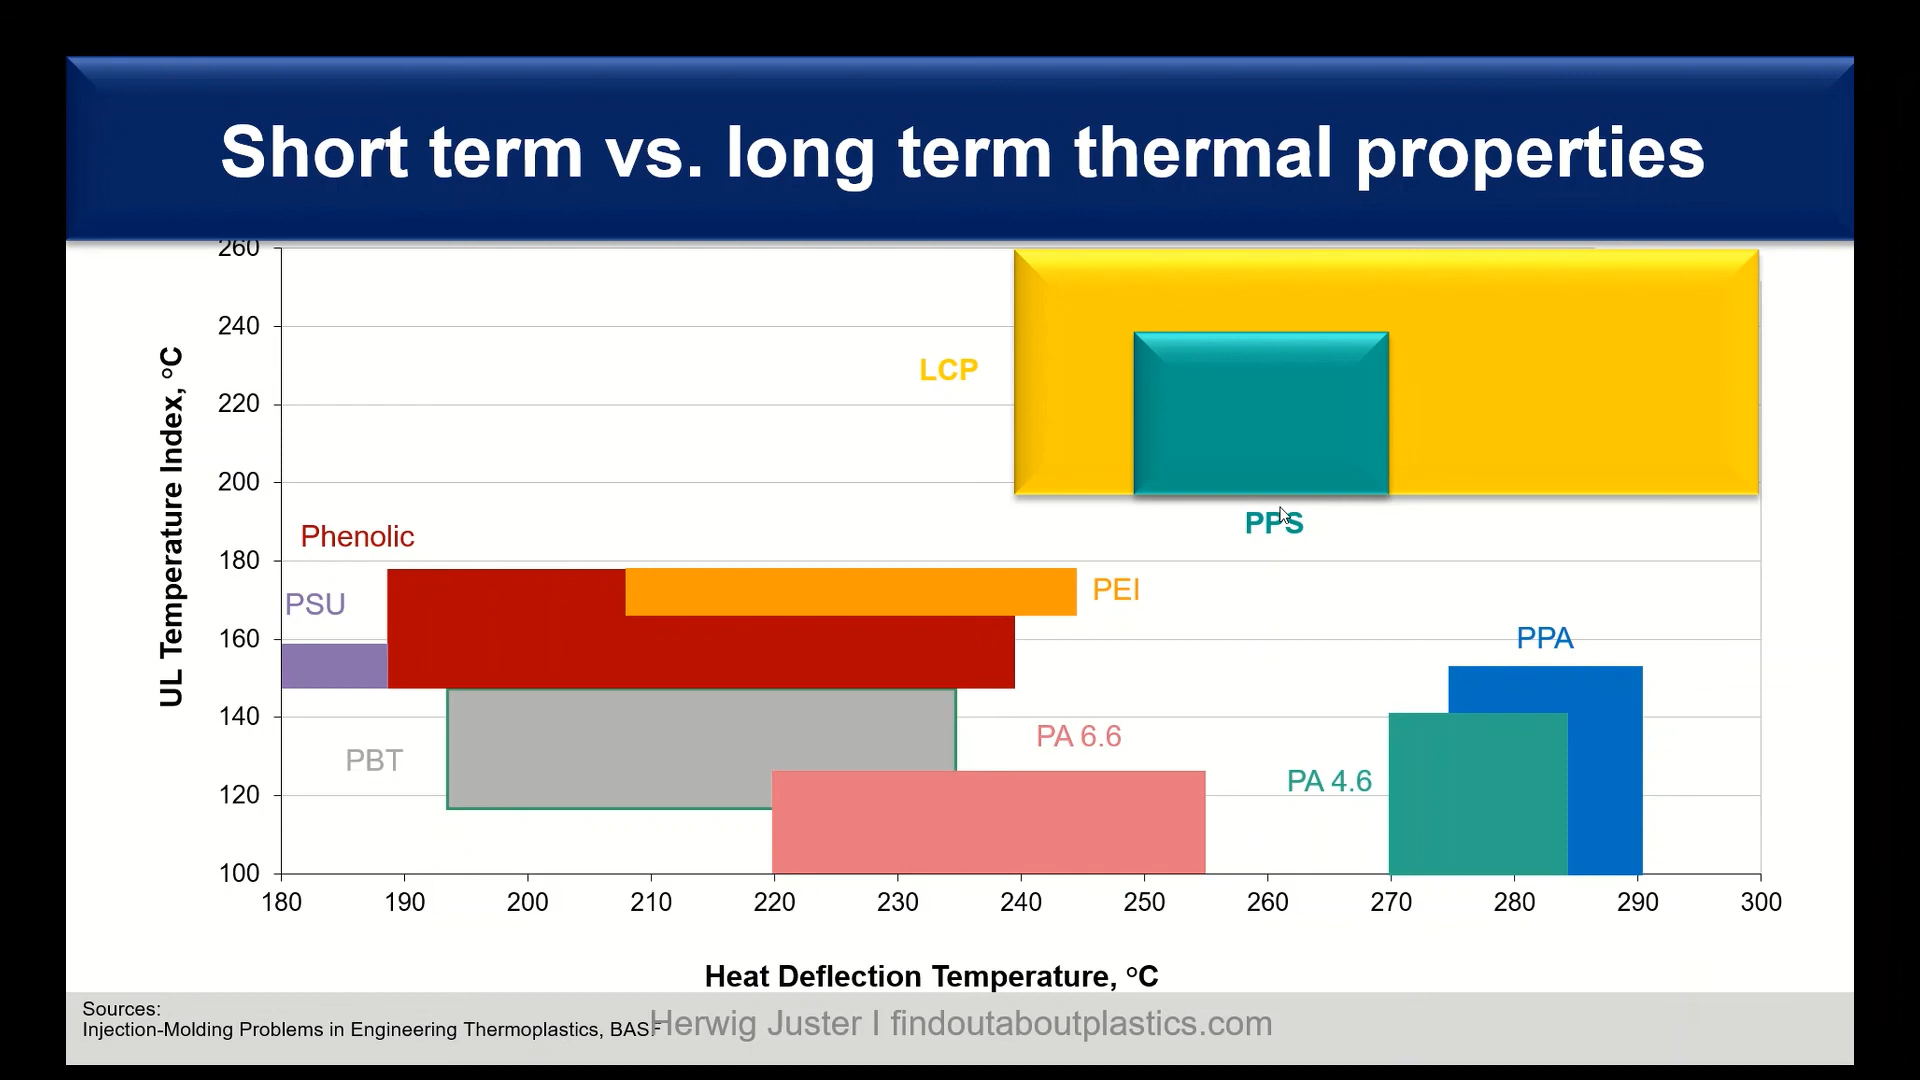 Short term vs. long term thermal properties
260
240
220
200
180
160
140
120
100
UL Temperature Index, °C
LCP
PPS
Phenolic
PSU
PEI
PPA
PBT
PA 6.6
PA 4.6
180 190 200 210 220 230 240 250 260 270 280 290 300
Heat Deflection Temperature, °C
Sources:
Injection-Molding Problems in Engineering Thermoplastics, BASF
Herwig Juster I findoutaboutplastics.com